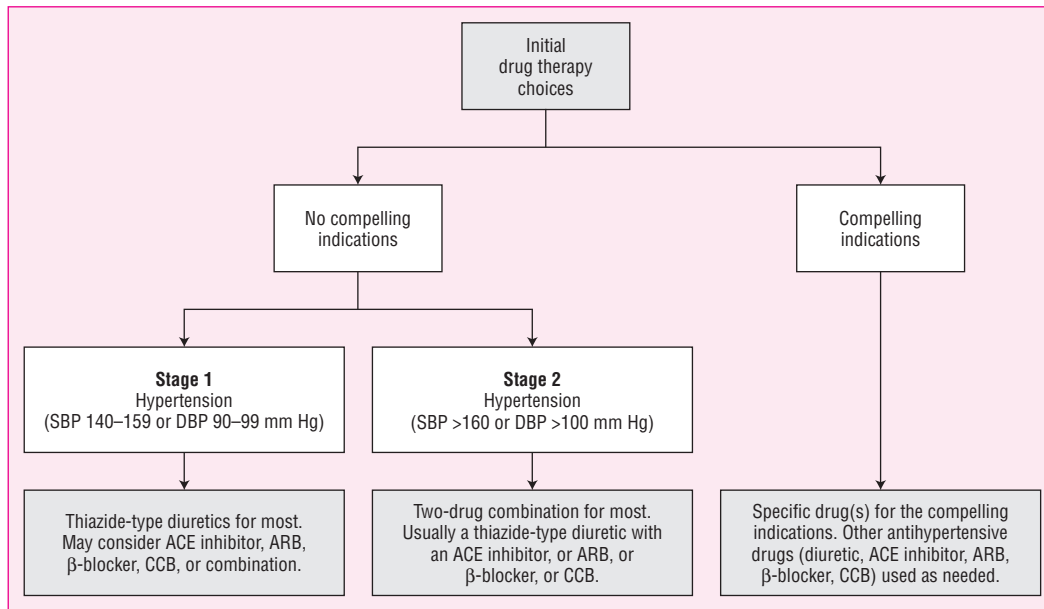 Initial
drug therapy
choices
No compelling
indications
Compelling
indications
Stage 1
Hypertension
(SBP 140–159 or DBP 90–99 mm Hg)
Stage 2
Hypertension
(SBP >160 or DBP >100 mm Hg)
Thiazide-type diuretics for most.
May consider ACE inhibitor, ARB,
β-blocker, CCB, or combination.
Two-drug combination for most.
Usually a thiazide-type diuretic with
an ACE inhibitor, or ARB, or
β-blocker, or CCB.
Specific drug(s) for the compelling
indications. Other antihypertensive
drugs (diuretic, ACE inhibitor, ARB,
β-blocker, CCB) used as needed.